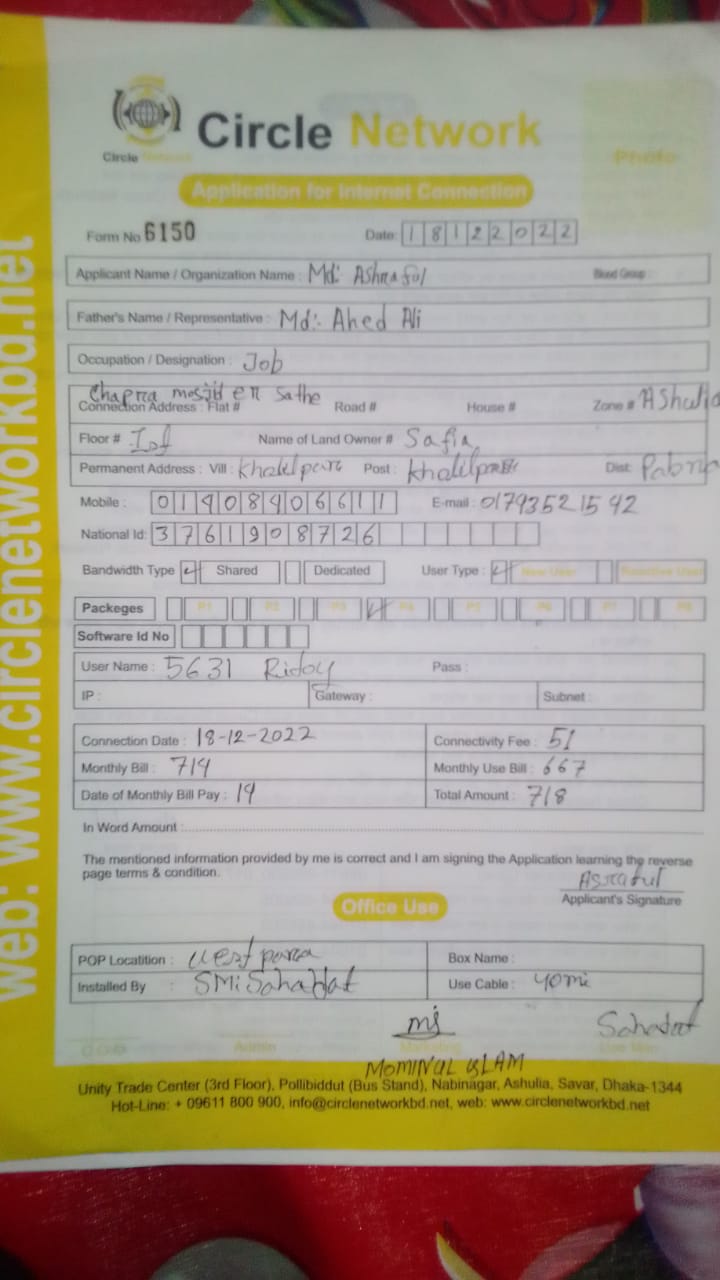 Circle Network
Circle Network
Photo
Application for Internet Connection
Form No 6150 Date: 18122022
Applicant Name / Organization Name : Md: Ashraful Blood Group :
Father's Name / Representative : Md:. Ahed Ali
Occupation / Designation : Job
Chapra mosjid er Sathe
Connection Address : Flat # Road # House # Zone # AShulia
Floor # Name of Land Owner # Safia
Permanent Address : Vill : Khalilpara Post : Dist: Pabna
Mobile : 01408406611 E-mail : 01793521542
National Id: 3761908726
Bandwidth Type Shared Dedicated User Type : New User Reactive User
Packeges P1 P2 P3 P4 P5 P6 P7 P8
Software Id No
User Name : 5631 Ridoy Pass :
IP : Gateway : Subnet :
Connection Date : 18-12-2022 Connectivity Fee : 51
Monthly Bill : 714 Monthly Use Bill : 667
Date of Monthly Bill Pay : 14 Total Amount : 718
In Word Amount :
The mentioned information provided by me is correct and I am signing the Application learning the reverse
page terms & condition.
Asraful
Applicant's Signature
Office Use
POP Locatition : West para Box Name :
Installed By : SMiSahadat Use Cable : 40mi
Sahadat
Admin Marketing
MOMINUL ISLAM
Unity Trade Center (3rd Floor), Pollibiddut (Bus Stand), Nabinagar, Ashulia, Savar, Dhaka-1344
Hot-Line: + 09611 800 900, info@circlenetworkbd.net, web: www.circlenetworkbd.net
web: www.circlenetworkbd.net